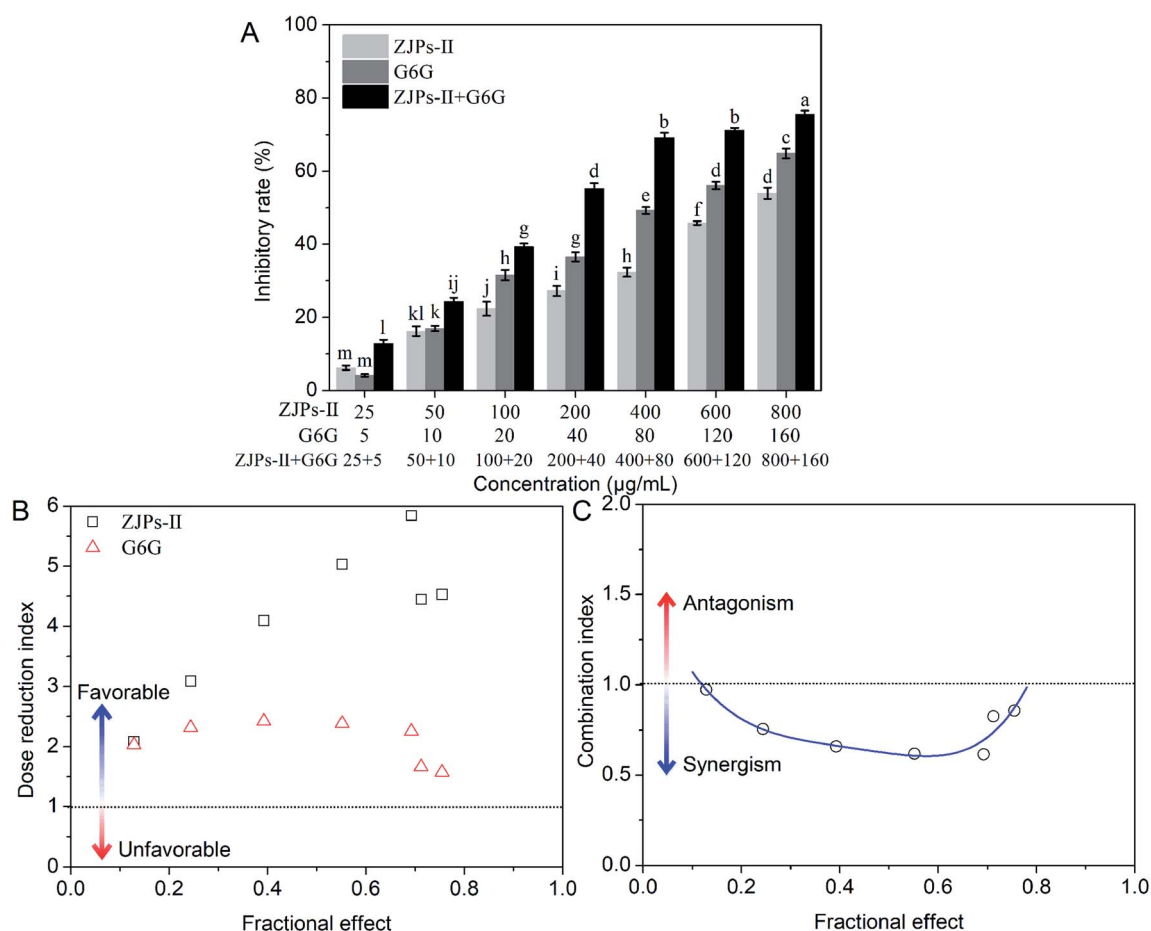 A
100
80
60
40
20
0
Inhibitory rate (%)
ZJPs-II
G6G
ZJPs-II+G6G
m m l
kl k ij
j h g
i g d
h e b
f d b
d c a
ZJPs-II 25 50 100 200 400 600 800
G6G 5 10 20 40 80 120 160
ZJPs-II+G6G 25+5 50+10 100+20 200+40 400+80 600+120 800+160
Concentration (μg/mL)
B
6
5
4
3
2
1
0
Dose reduction index
ZJPs-II
G6G
Favorable
Unfavorable
0.0 0.2 0.4 0.6 0.8 1.0
Fractional effect
C
2.0
1.5
1.0
0.5
0.0
Combination index
Antagonism
Synergism
0.0 0.2 0.4 0.6 0.8 1.0
Fractional effect